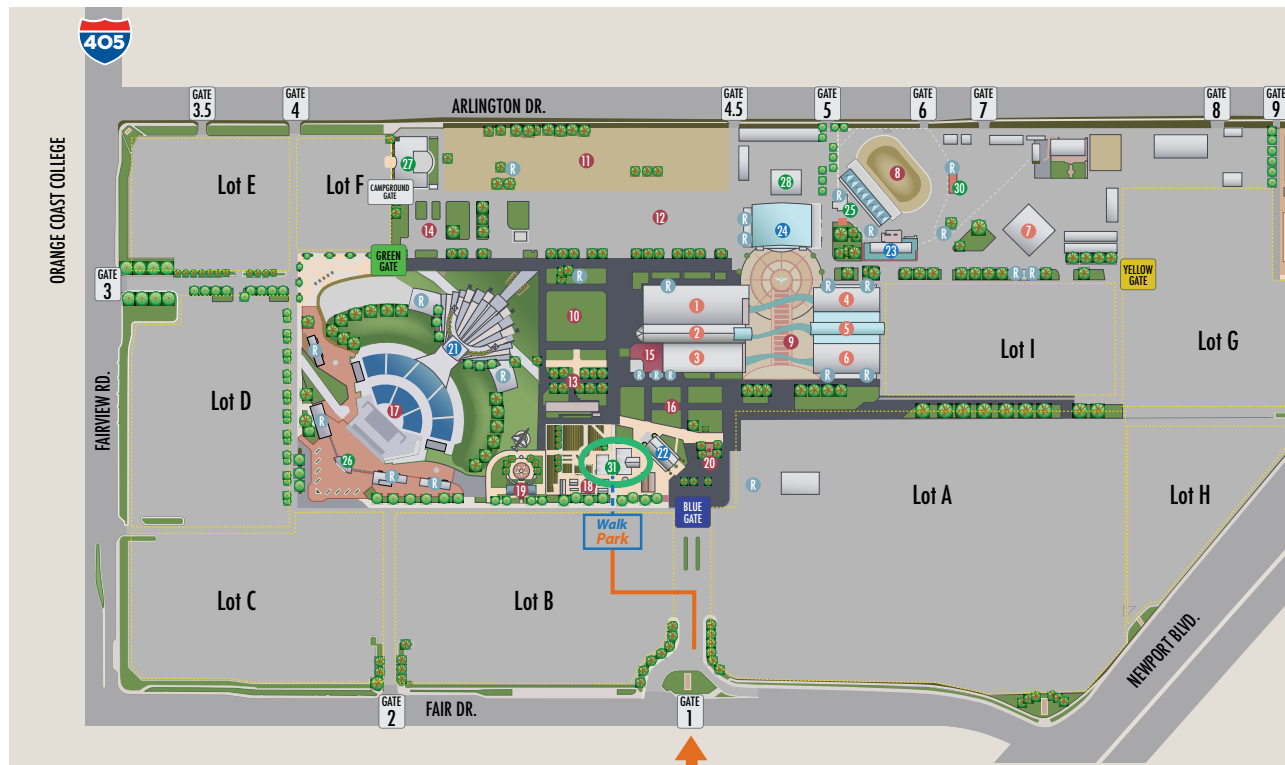 405
GATE
3.5
GATE
4
ARLINGTON DR.
GATE
4.5
GATE
5
GATE
6
GATE
7
GATE
8
GATE
9
ORANGE COAST COLLEGE
Lot E
Lot F
27
CAMPGROUND
GATE
R
11
28
R
8
R
30
25
14
12
R
R
24
R
23
7
GREEN
GATE
GATE
3
YELLOW
GATE
R
R
R
R
R
R
R
10
1
4
2
5
9
3
6
15
R
R
R
R
R
21
R
R
13
Lot I
Lot G
Lot D
FAIRVIEW RD.
17
16
R
26
R
R
19
18
31
22
20
R
Lot A
Lot H
BLUE
GATE
Walk
Park
Lot C
Lot B
NEWPORT BLVD.
GATE
2
FAIR DR.
GATE
1